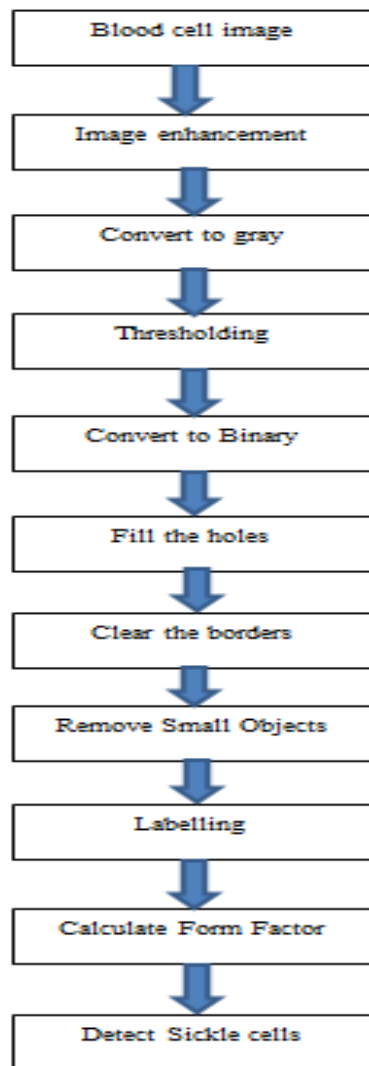 Blood cell image
Image enhancement
Convert to gray
Thresholding
Convert to Binary
Fill the holes
Clear the borders
Remove Small Objects
Labelling
Calculate Form Factor
Detect Sickle cells